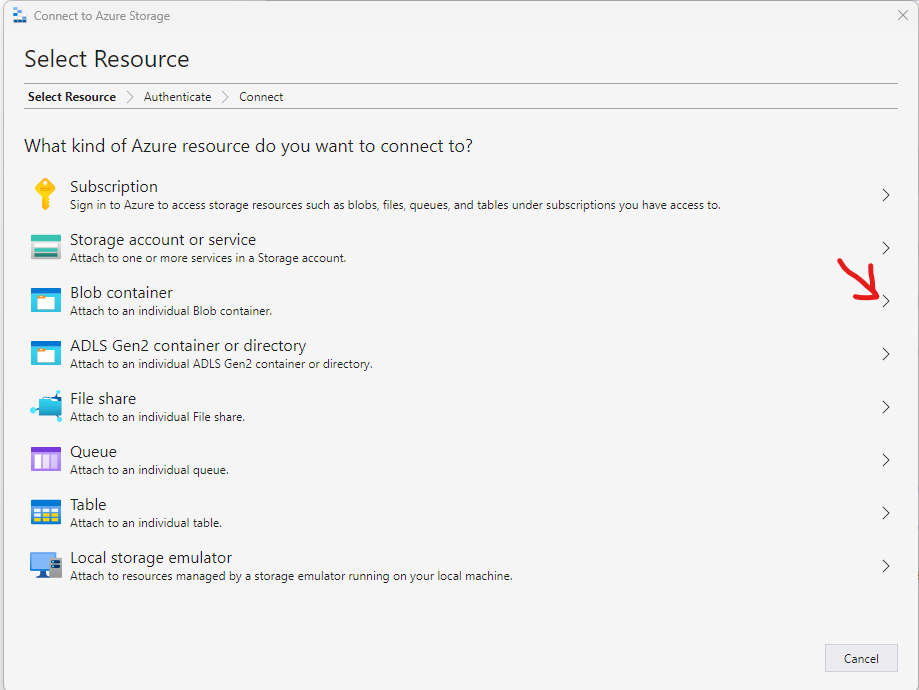 Connect to Azure Storage
Select Resource
Select Resource > Authenticate > Connect
What kind of Azure resource do you want to connect to?
Subscription
Sign in to Azure to access storage resources such as blobs, files, queues, and tables under subscriptions you have access to.
Storage account or service
Attach to one or more services in a Storage account.
Blob container
Attach to an individual Blob container.
ADLS Gen2 container or directory
Attach to an individual ADLS Gen2 container or directory.
File share
Attach to an individual File share.
Queue
Attach to an individual queue.
Table
Attach to an individual table.
Local storage emulator
Attach to resources managed by a storage emulator running on your local machine.
Cancel